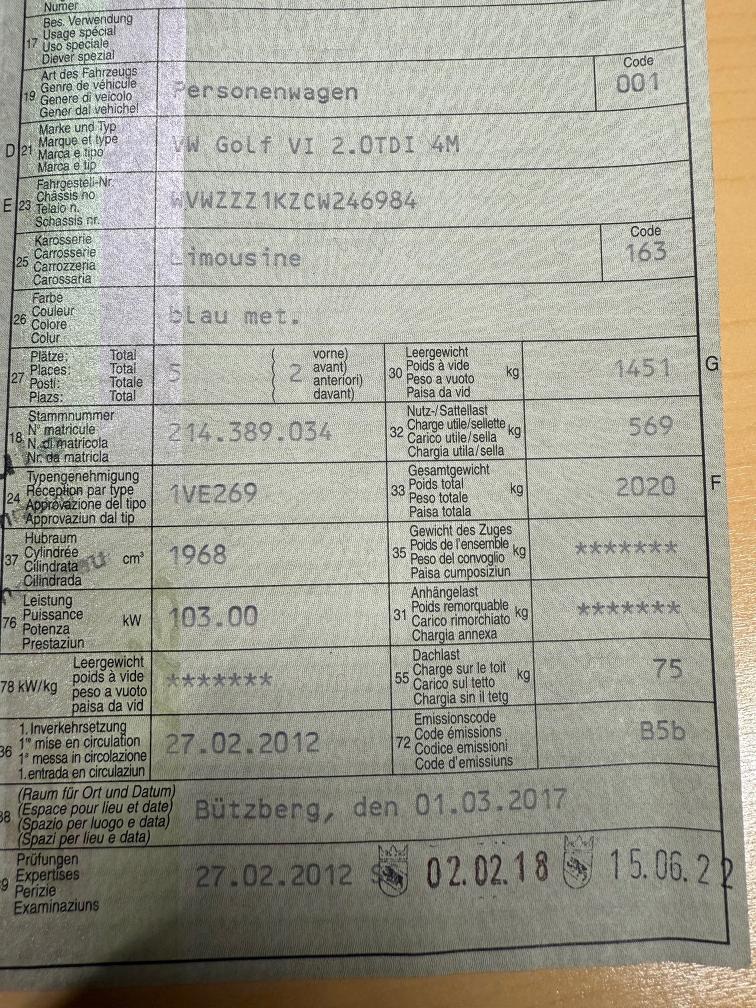 Numer
17 Bes. Verwendung
Usage spécial
Uso speciale
Diever spezial
19 Art des Fahrzeugs
Genre de véhicule
Genere di veicolo
Gener dal vehichel
Personenwagen
Code
001
D 21 Marke und Typ
Marque et type
Marca e tipo
Marca e tip
VW Golf VI 2.0TDI 4M
E 23 Fahrgestell-Nr.
Châssis no
Telaio n.
Schassis nr.
WVWZZZ1KZCW246984
25 Karosserie
Carrosserie
Carrozzeria
Carossaria
Limousine
Code
163
26 Farbe
Couleur
Colore
Colur
blau met.
27 Plätze: Total
Places: Total
Posti: Totale
Plazs: Total
5
( 2 vorne)
avant)
anteriori)
davant)
30 Leergewicht
Poids à vide
Peso a vuoto
Paisa da vid
kg
1451
G
18 Stammnummer
N° matricule
N. di matricola
Nr. da matricla
214.389.034
32 Nutz-/Sattellast
Charge utile/sellette
Carico utile/sella
Chargia utila/sella
kg
569
24 Typengenehmigung
Réception par type
Approvazione del tipo
Approvaziun dal tip
1VE269
33 Gesamtgewicht
Poids total
Peso totale
Paisa totala
kg
2020
F
37 Hubraum
Cylindrée
Cilindrata
Cilindrada
cm³
1968
35 Gewicht des Zuges
Poids de l'ensemble
Peso del convoglio
Paisa cumposiziun
kg
*******
76 Leistung
Puissance
Potenza
Prestaziun
kW
103.00
31 Anhängelast
Poids remorquable
Carico rimorchiato
Chargia annexa
kg
*******
78 kW/kg
Leergewicht
poids à vide
peso a vuoto
paisa da vid
*******
55 Dachlast
Charge sur le toit
Carico sul tetto
Chargia sin il tetg
kg
75
36 1. Inverkehrsetzung
1re mise en circulation
1a messa in circolazione
1. entrada en circulaziun
27.02.2012
72 Emissionscode
Code émissions
Codice emissioni
Code d'emissiuns
B5b
38 (Raum für Ort und Datum)
(Espace pour lieu et date)
(Spazio per luogo e data)
(Spazi per lieu e data)
Bützberg, den 01.03.2017
39 Prüfungen
Expertises
Perizie
Examinaziuns
27.02.2012 02.02.18 15.06.22